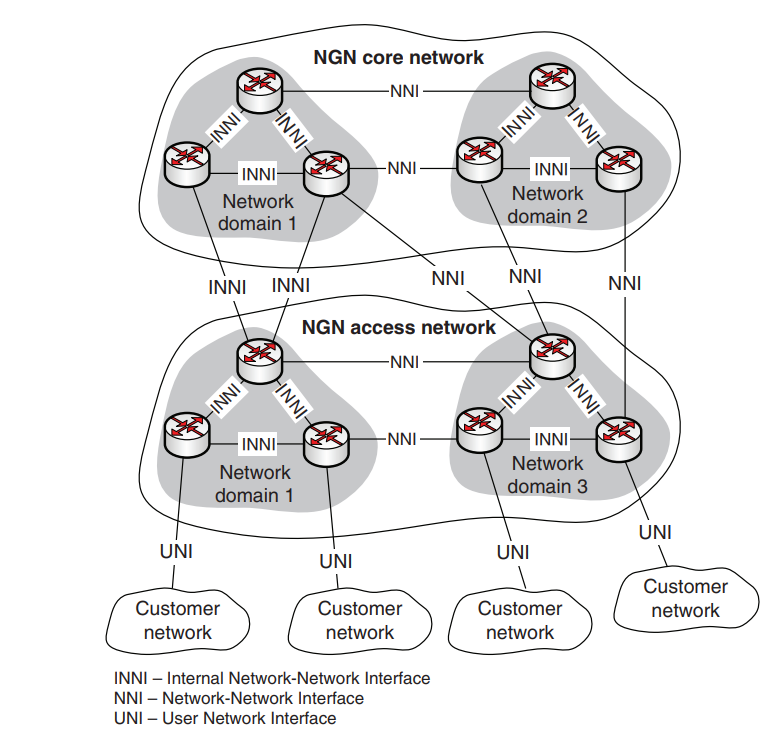 NGN core network
NNI
INNI
INNI
INNI
INNI
INNI
NNI
INNI
Network
domain 1
Network
domain 2
INNI
INNI
NNI
NNI
NNI
NGN access network
NNI
INNI
INNI
INNI
INNI
INNI
NNI
INNI
Network
domain 1
Network
domain 3
UNI
UNI
UNI
UNI
Customer
network
Customer
network
Customer
network
Customer
network
INNI – Internal Network-Network Interface
NNI – Network-Network Interface
UNI – User Network Interface